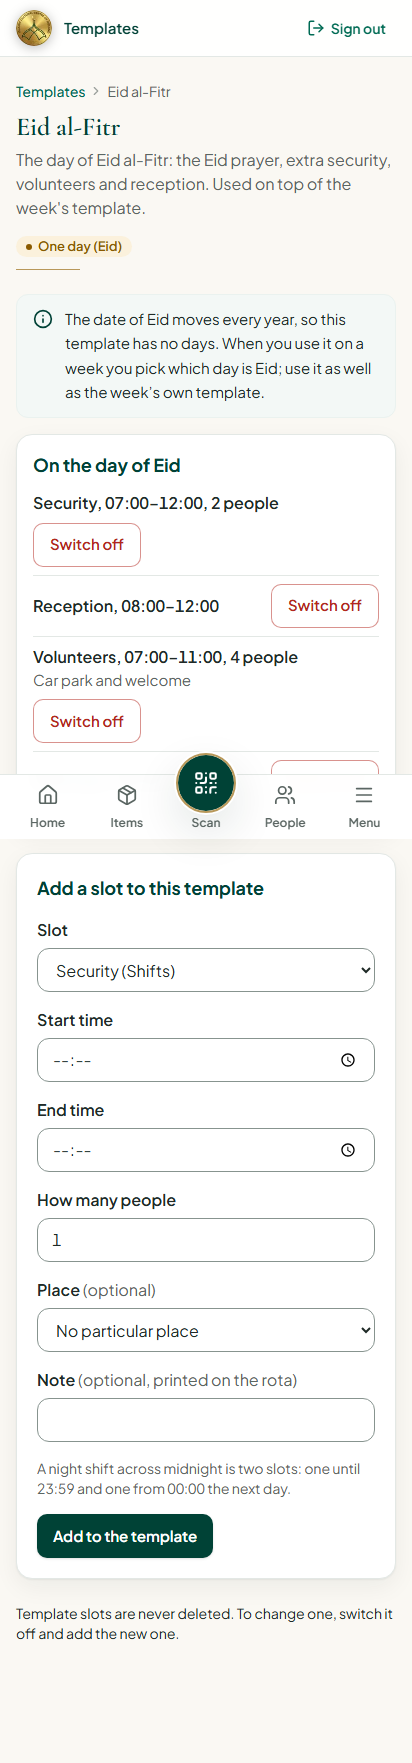 Templates
Sign out
Templates > Eid al-Fitr
Eid al-Fitr
The day of Eid al-Fitr: the Eid prayer, extra security,
volunteers and reception. Used on top of the
week's template.
One day (Eid)
The date of Eid moves every year, so this
template has no days. When you use it on a
week you pick which day is Eid; use it as well
as the week's own template.
On the day of Eid
Security, 07:00–12:00, 2 people
Switch off
Reception, 08:00–12:00
Switch off
Volunteers, 07:00–11:00, 4 people
Car park and welcome
Switch off
Home
Items
Scan
People
Menu
Add a slot to this template
Slot
Security (Shifts)
Start time
--:--
End time
--:--
How many people
1
Place (optional)
No particular place
Note (optional, printed on the rota)
A night shift across midnight is two slots: one until
23:59 and one from 00:00 the next day.
Add to the template
Template slots are never deleted. To change one, switch it
off and add the new one.